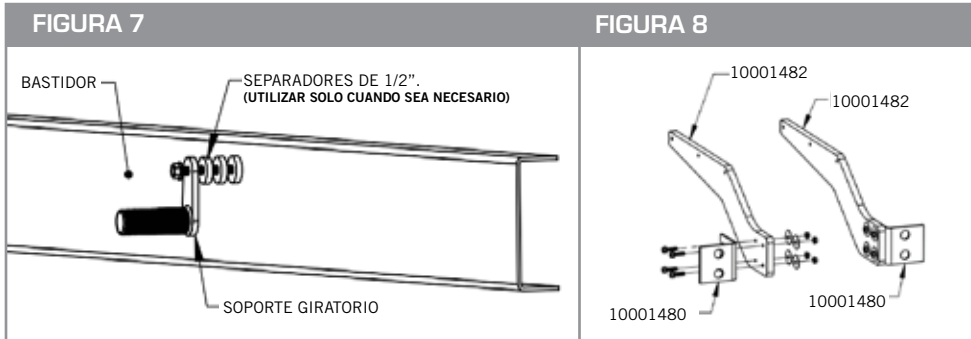 FIGURA 7
BASTIDOR
SEPARADORES DE 1/2”.
(UTILIZAR SOLO CUANDO SEA NECESARIO)
SOPORTE GIRATORIO
FIGURA 8
10001482
10001482
10001480
10001480